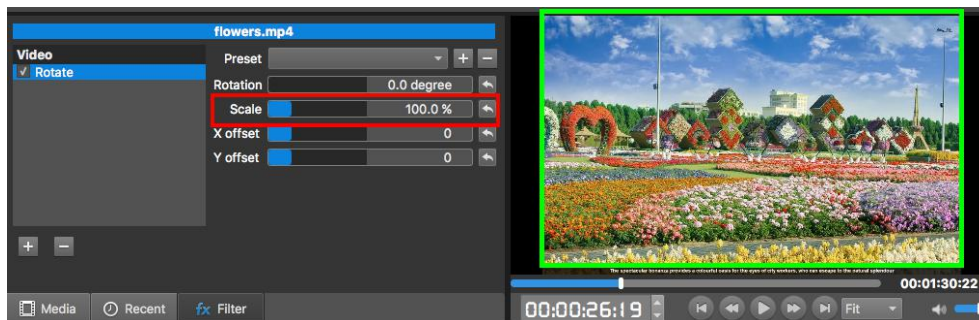 flowers.mp4
Video
Rotate
Preset
Rotation 0.0 degree
Scale 100.0 %
X offset 0
Y offset 0
Media
Recent
fx Filter
The spectacular bonanza provides a colourful oasis for the eyes of city workers, who can escape to the natural splendour
00:01:30:22
00:00:26:19
Fit